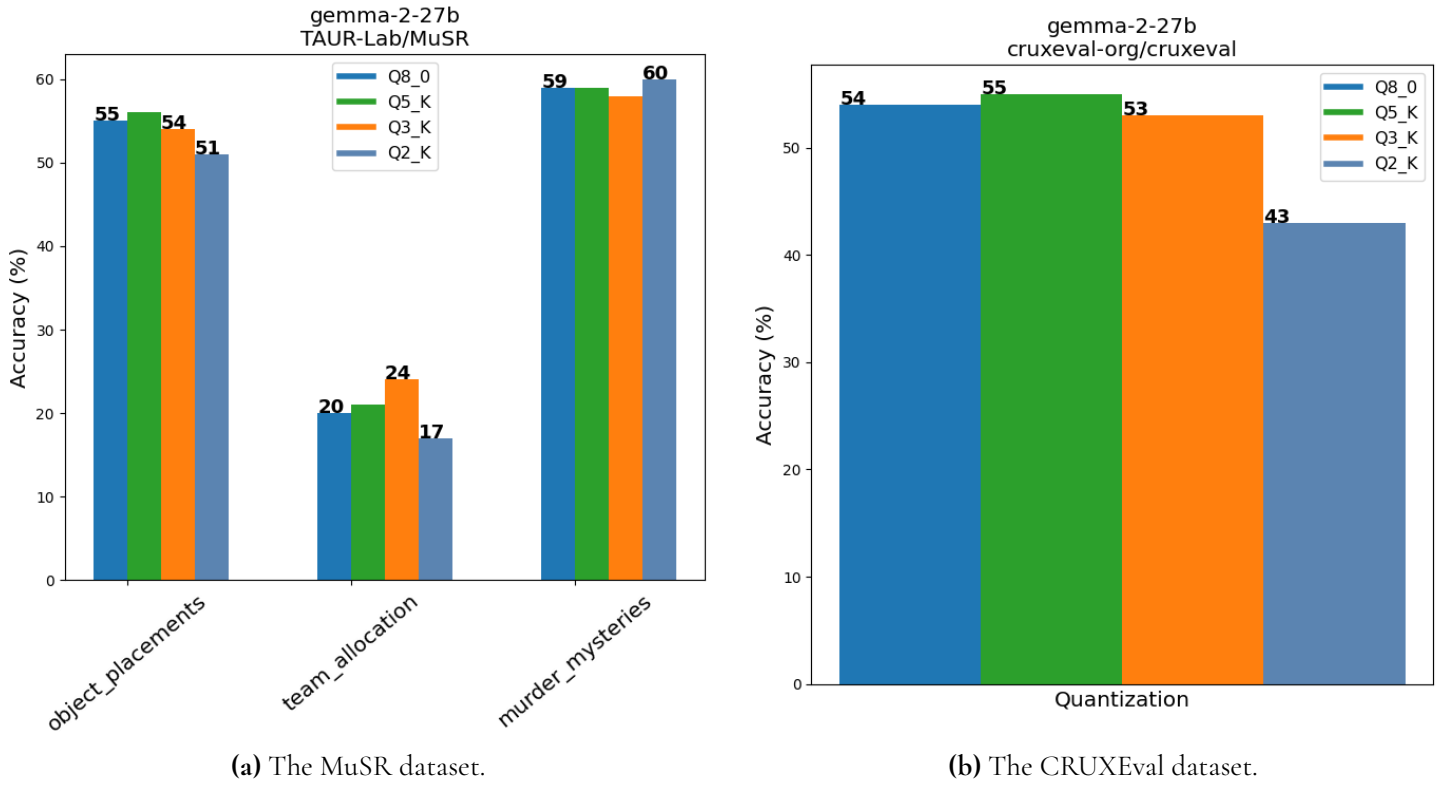 gemma-2-27b
TAUR-Lab/MuSR
Accuracy (%)
60
50
40
30
20
10
0
Q8_0
Q5_K
Q3_K
Q2_K
55
54
51
20
24
17
59
60
object_placements
team_allocation
murder_mysteries
(a) The MuSR dataset.
gemma-2-27b
cruxeval-org/cruxeval
Accuracy (%)
50
40
30
20
10
0
Q8_0
Q5_K
Q3_K
Q2_K
54
55
53
43
Quantization
(b) The CRUXEval dataset.